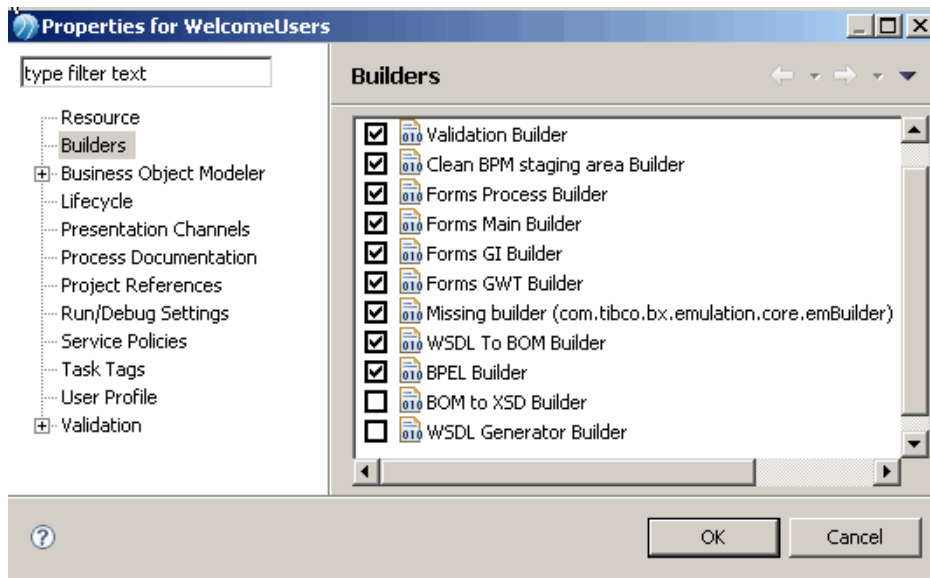 Properties for WelcomeUsers
type filter text
Resource
Builders
Business Object Modeler
Lifecycle
Presentation Channels
Process Documentation
Project References
Run/Debug Settings
Service Policies
Task Tags
User Profile
Validation
Builders
Validation Builder
Clean BPM staging area Builder
Forms Process Builder
Forms Main Builder
Forms GI Builder
Forms GWT Builder
Missing builder (com.tibco.bx.emulation.core.emBuilder)
WSDL To BOM Builder
BPEL Builder
BOM to XSD Builder
WSDL Generator Builder
OK
Cancel